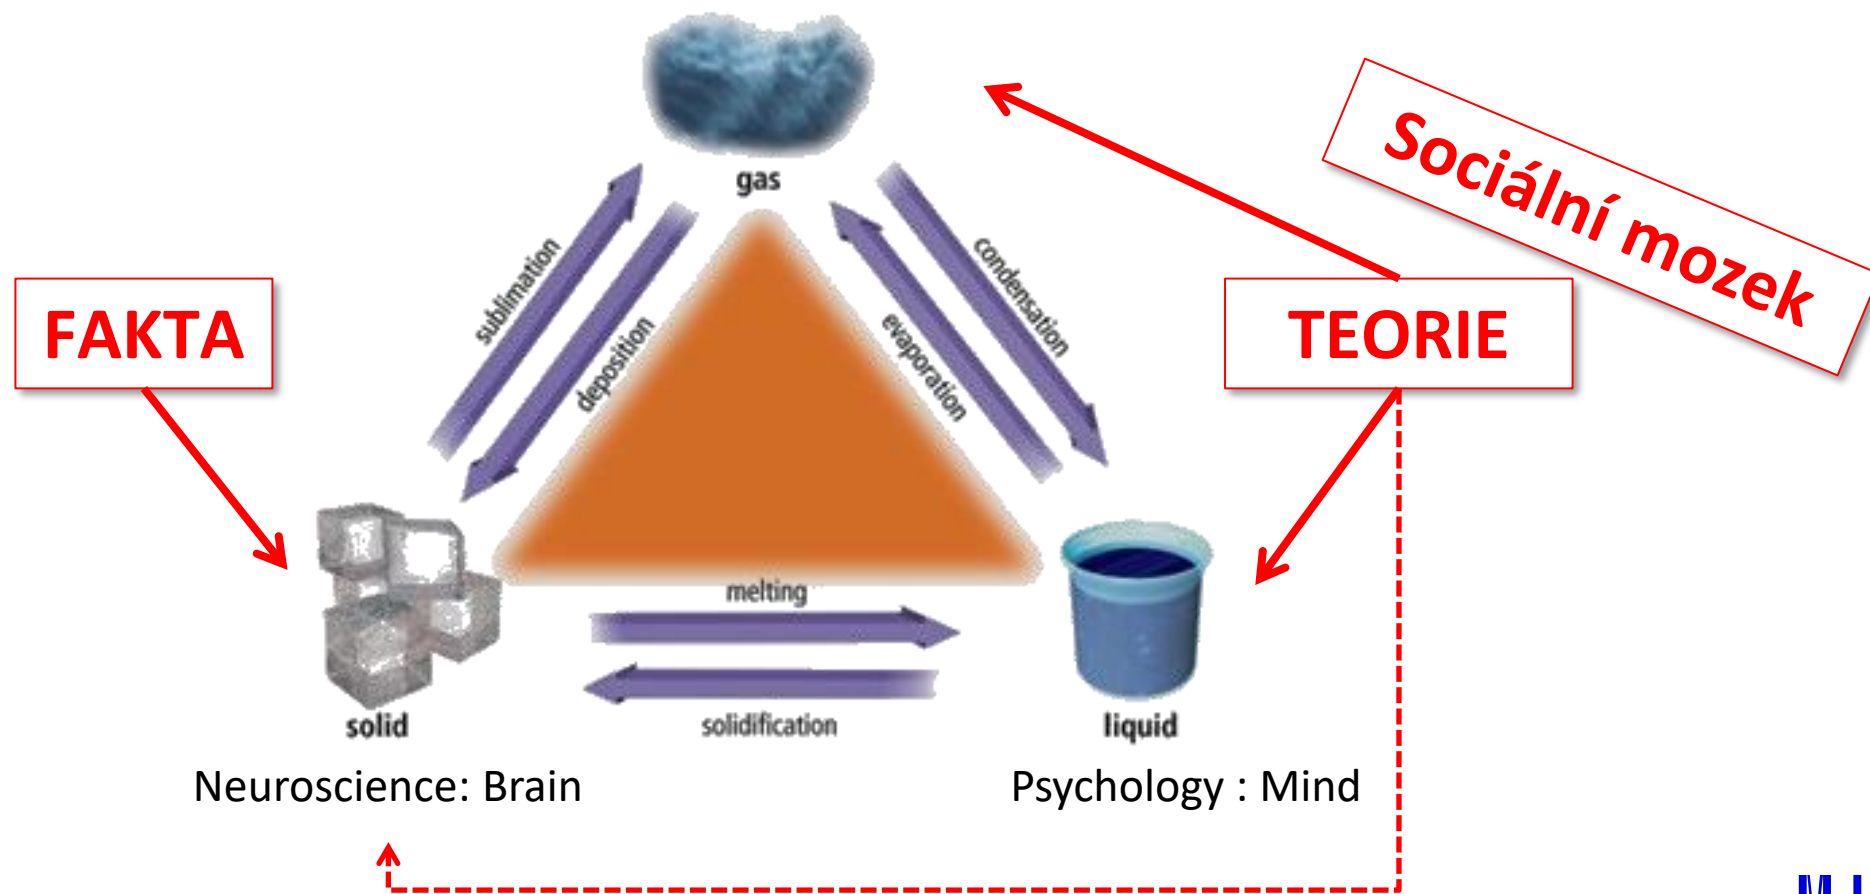 gas
Sociální mozek
sublimation
deposition
condensation
evaporation
FAKTA
TEORIE
melting
solidification
solid
liquid
Neuroscience: Brain
Psychology : Mind